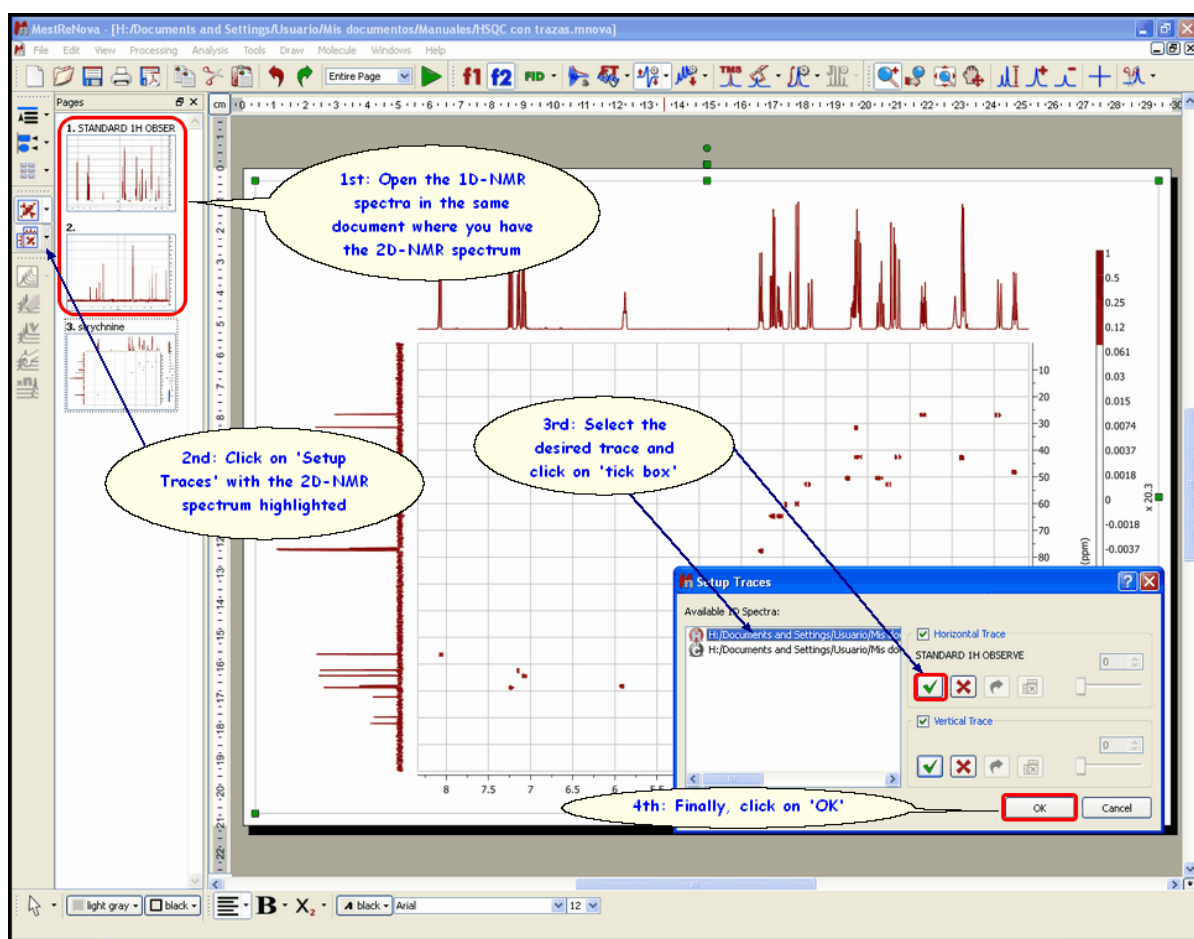 MestReNova - [H:/Documents and Settings/Usuario/Mis documentos/Manuales/HSQC con trazas.mnova]
File Edit View Processing Analysis Tools Draw Molecule Windows Help
Entire Page
f1 f2 FID TMS
Pages
cm
1. STANDARD 1H OBSER
2.
3. strychnine
1st: Open the 1D-NMR
spectra in the same
document where you have
the 2D-NMR spectrum
2nd: Click on 'Setup
Traces' with the 2D-NMR
spectrum highlighted
3rd: Select the
desired trace and
click on 'tick box'
1
0.5
0.25
0.12
0.061
0.03
0.015
0.0074
0.0037
0.0018
0
-0.0018
-0.0037
x 20.3
10
20
30
40
50
60
70
80
(ppm)
8 7.5 7 6.5 6 5.5
Setup Traces
Available 1D Spectra:
H:/Documents and Settings/Usuario/Mis do
H:/Documents and Settings/Usuario/Mis do
Horizontal Trace
STANDARD 1H OBSERVE
0
Vertical Trace
0
4th: Finally, click on 'OK'
OK Cancel
light gray black B X2 A black Arial 12